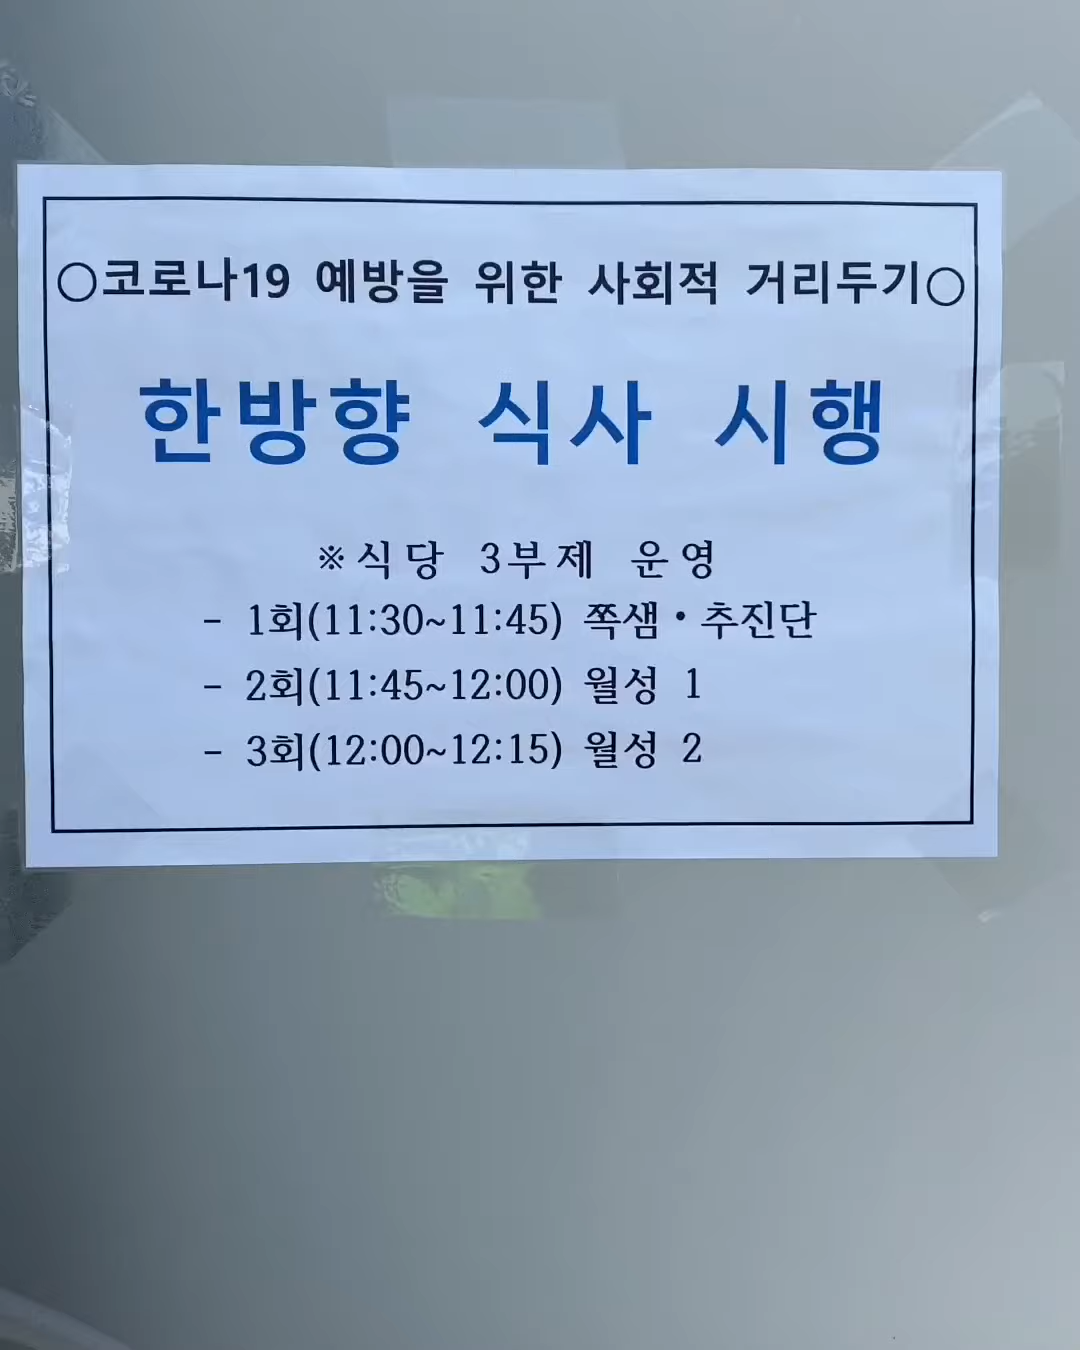 ○코로나19 예방을 위한 사회적 거리두기○
한방향 식사 시행
※식당 3부제 운영
- 1회(11:30~11:45) 쪽샘·추진단
- 2회(11:45~12:00) 월성 1
- 3회(12:00~12:15) 월성 2